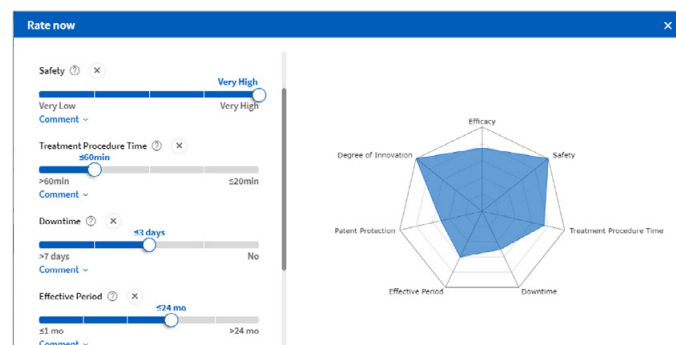 Rate now ×
Safety ? ×
Very High
Very Low Very High
Comment
Treatment Procedure Time ? ×
≤60min
>60min ≤20min
Comment
Downtime ? ×
≤3 days
>7 days No
Comment
Effective Period ? ×
≤24 mo
≤1 mo >24 mo
Comment
Efficacy
Degree of Innovation Safety
Patent Protection Treatment Procedure Time
Effective Period Downtime